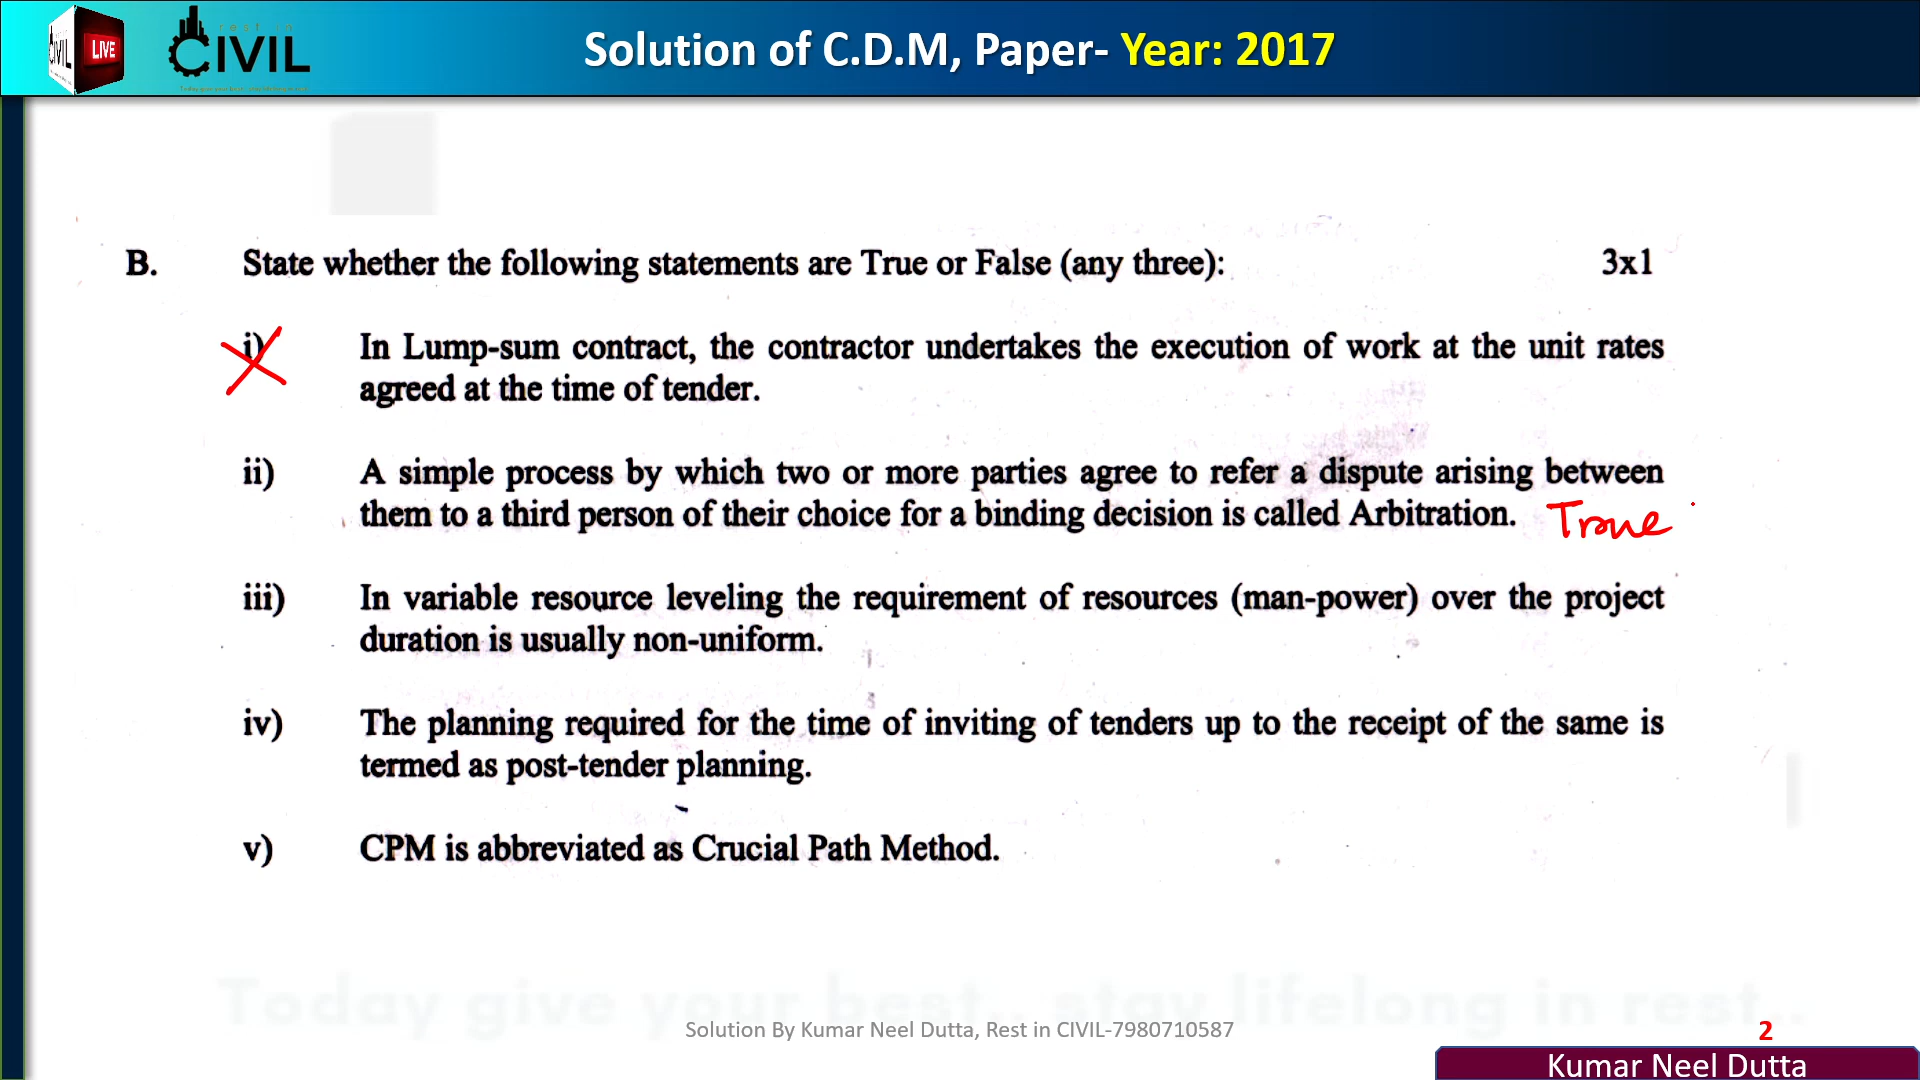 CIVIL
LIVE
rest in
CIVIL
Solution of C.D.M, Paper- Year: 2017
B. State whether the following statements are True or False (any three): 3x1
i) In Lump-sum contract, the contractor undertakes the execution of work at the unit rates
agreed at the time of tender.
ii) A simple process by which two or more parties agree to refer a dispute arising between
them to a third person of their choice for a binding decision is called Arbitration. True
iii) In variable resource leveling the requirement of resources (man-power) over the project
duration is usually non-uniform.
iv) The planning required for the time of inviting of tenders up to the receipt of the same is
termed as post-tender planning.
v) CPM is abbreviated as Crucial Path Method.
Today give your best.. stay lifelong in rest..
Solution By Kumar Neel Dutta, Rest in CIVIL-7980710587
2
Kumar Neel Dutta